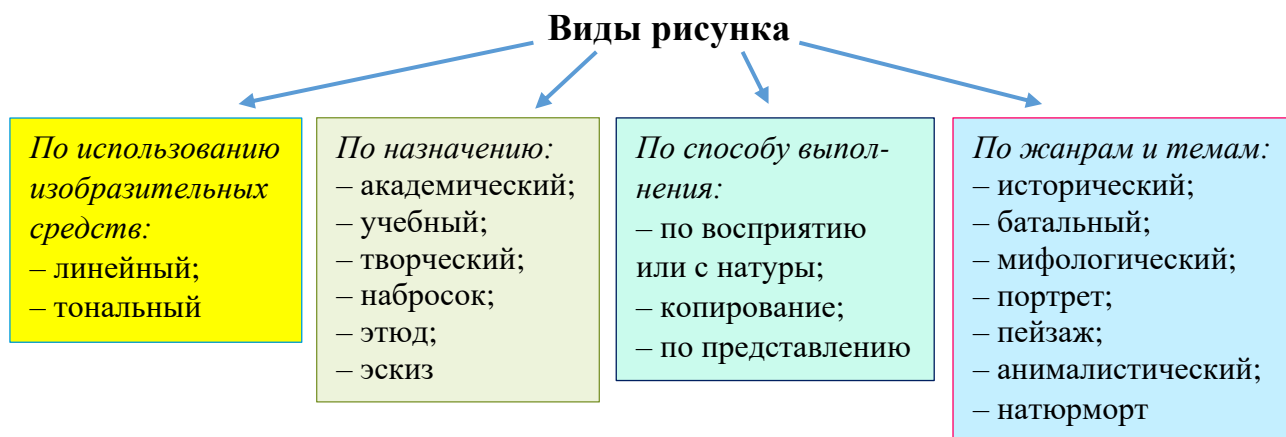 Виды рисунка
По использованию
изобразительных
средств:
– линейный;
– тональный
По назначению:
– академический;
– учебный;
– творческий;
– набросок;
– этюд;
– эскиз
По способу выпол-
нения:
– по восприятию
или с натуры;
– копирование;
– по представлению
По жанрам и темам:
– исторический;
– батальный;
– мифологический;
– портрет;
– пейзаж;
– анималистический;
– натюрморт